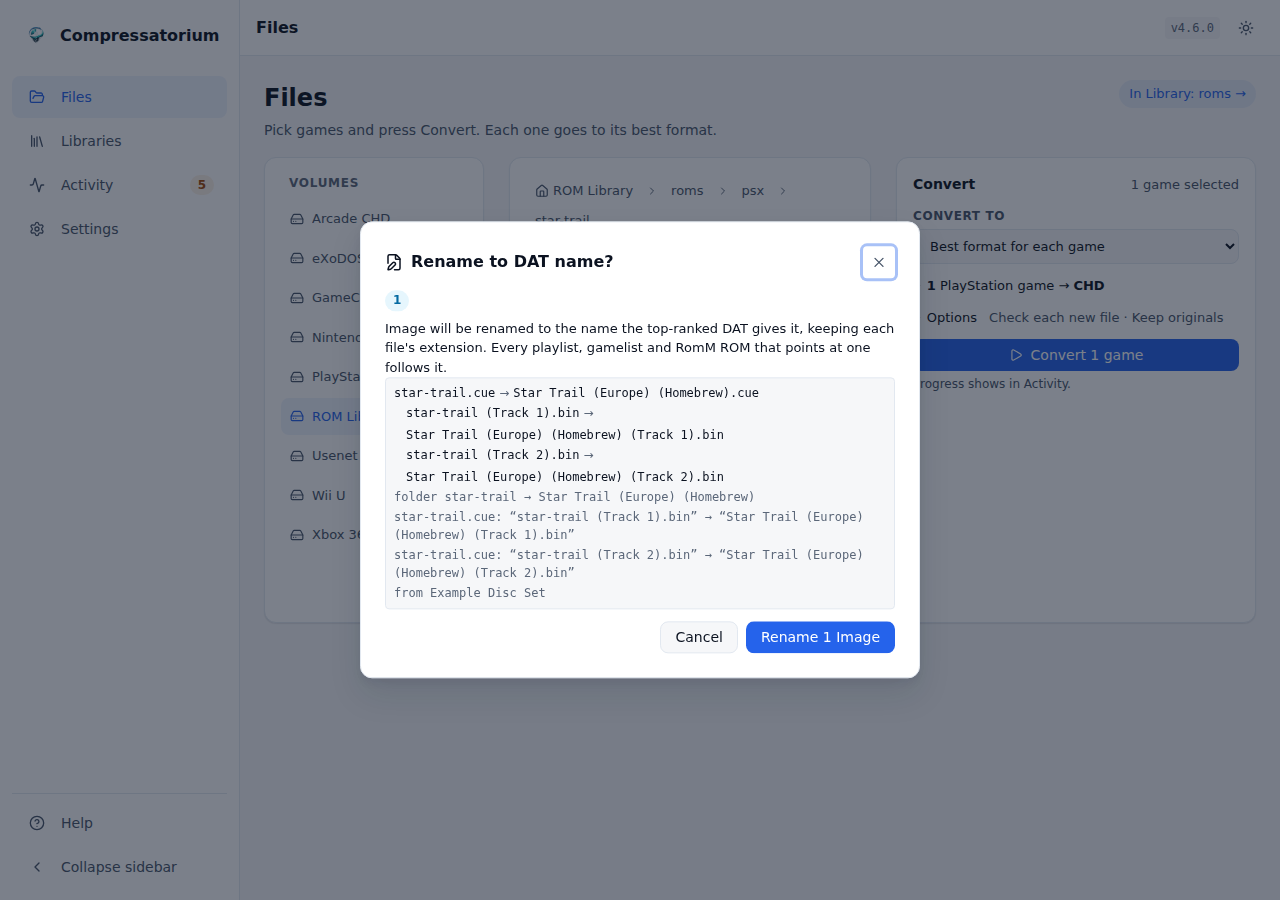 Compressatorium
Files
v4.6.0
Files
Libraries
Activity
5
Settings
Files
In Library: roms →
Pick games and press Convert. Each one goes to its best format.
VOLUMES
Arcade CHD
eXoDOS
GameC
Nintend
PlaySta
ROM Lib
Usenet
Wii U
Xbox 36
ROM Library > roms > psx >
star trail
Convert
1 game selected
CONVERT TO
Best format for each game
1 PlayStation game → CHD
Options Check each new file · Keep originals
Convert 1 game
rogress shows in Activity.
Rename to DAT name?
1
Image will be renamed to the name the top-ranked DAT gives it, keeping each
file's extension. Every playlist, gamelist and RomM ROM that points at one
follows it.
star-trail.cue → Star Trail (Europe) (Homebrew).cue
star-trail (Track 1).bin →
Star Trail (Europe) (Homebrew) (Track 1).bin
star-trail (Track 2).bin →
Star Trail (Europe) (Homebrew) (Track 2).bin
folder star-trail → Star Trail (Europe) (Homebrew)
star-trail.cue: “star-trail (Track 1).bin” → “Star Trail (Europe)
(Homebrew) (Track 1).bin”
star-trail.cue: “star-trail (Track 2).bin” → “Star Trail (Europe)
(Homebrew) (Track 2).bin”
from Example Disc Set
Cancel
Rename 1 Image
Help
Collapse sidebar